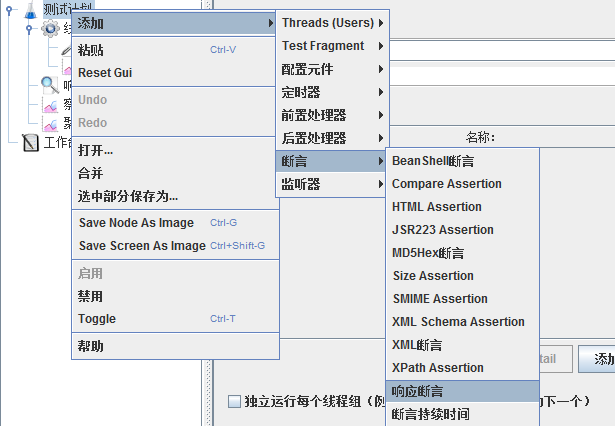 测试计划
添加
Threads (Users)
粘贴 Ctrl-V
Test Fragment
Reset Gui
配置元件
定时器
Undo
前置处理器
Redo
后置处理器
名称:
打开...
断言
BeanShell断言
合并
监听器
Compare Assertion
选中部分保存为...
HTML Assertion
Save Node As Image Ctrl-G
JSR223 Assertion
Save Screen As Image Ctrl+Shift-G
MD5Hex断言
启用
Size Assertion
禁用
SMIME Assertion
Toggle Ctrl-T
XML Schema Assertion
帮助
XML断言
tail
添加
XPath Assertion
响应断言
独立运行每个线程组（例
下一个）
断言持续时间